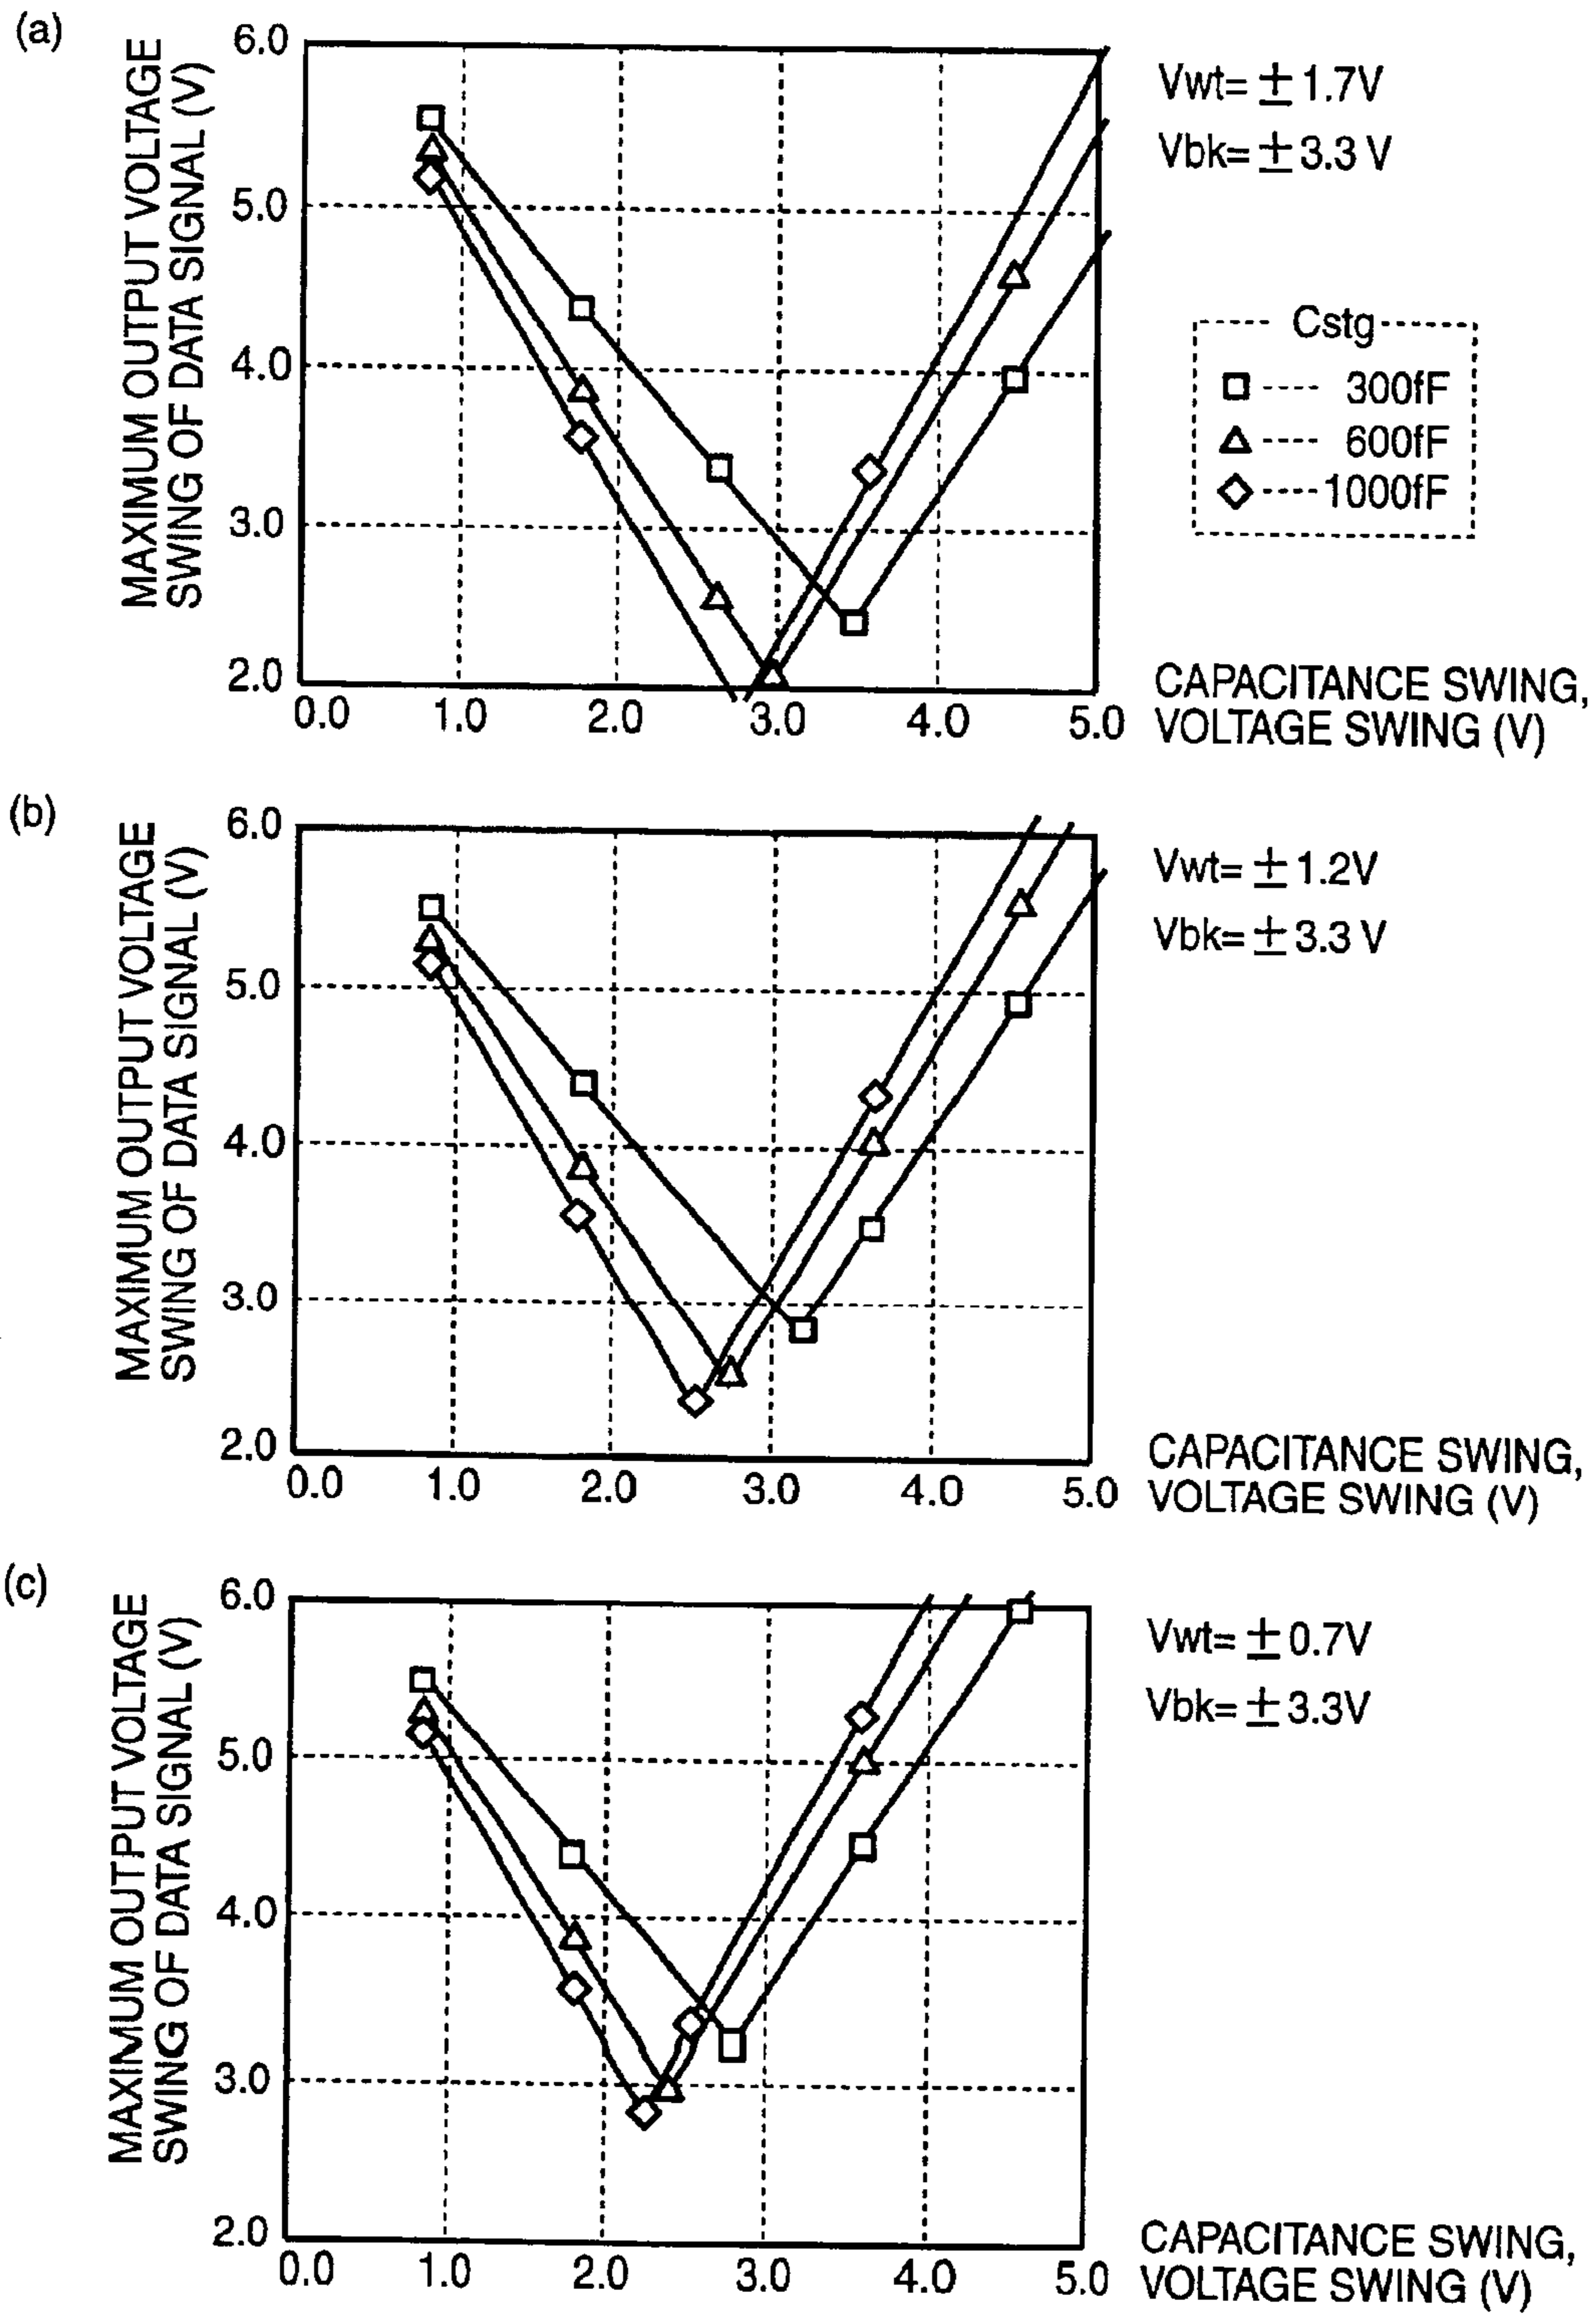 (a)
MAXIMUM OUTPUT VOLTAGE
SWING OF DATA SIGNAL (V)
6.0
5.0
4.0
3.0
2.0
0.0 1.0 2.0 3.0 4.0 5.0
CAPACITANCE SWING,
VOLTAGE SWING (V)
Vwt= ±1.7V
Vbk= ±3.3 V
Cstg
300fF
600fF
1000fF
(b)
MAXIMUM OUTPUT VOLTAGE
SWING OF DATA SIGNAL (V)
6.0
5.0
4.0
3.0
2.0
0.0 1.0 2.0 3.0 4.0 5.0
CAPACITANCE SWING,
VOLTAGE SWING (V)
Vwt= ±1.2V
Vbk= ±3.3 V
(c)
MAXIMUM OUTPUT VOLTAGE
SWING OF DATA SIGNAL (V)
6.0
5.0
4.0
3.0
2.0
0.0 1.0 2.0 3.0 4.0 5.0
CAPACITANCE SWING,
VOLTAGE SWING (V)
Vwt= ±0.7V
Vbk= ±3.3V